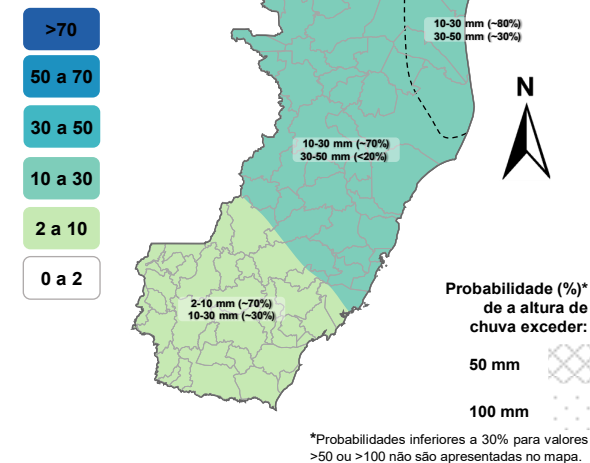 >70
50 a 70
30 a 50
10 a 30
2 a 10
0 a 2
10-30 mm (~80%)
30-50 mm (~30%)
10-30 mm (~70%)
30-50 mm (<20%)
2-10 mm (~70%)
10-30 mm (~30%)
N
Probabilidade (%)*
de a altura de
chuva exceder:
50 mm
100 mm
*Probabilidades inferiores a 30% para valores
>50 ou >100 não são apresentadas no mapa.